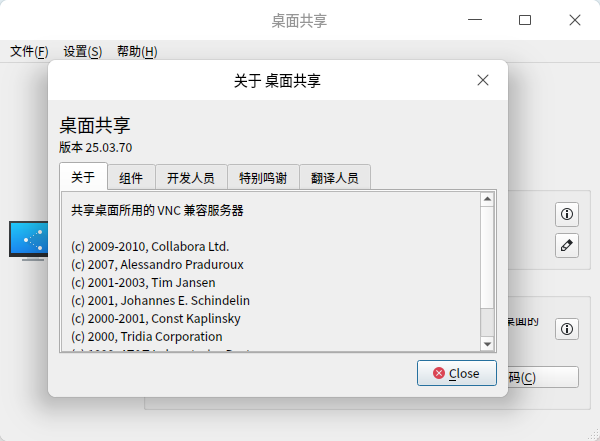 桌面共享
文件(F) 设置(S) 帮助(H)
关于 桌面共享
桌面共享
版本 25.03.70
关于 组件 开发人员 特别鸣谢 翻译人员
共享桌面所用的 VNC 兼容服务器
(c) 2009-2010, Collabora Ltd.
(c) 2007, Alessandro Praduroux
(c) 2001-2003, Tim Jansen
(c) 2001, Johannes E. Schindelin
(c) 2000-2001, Const Kaplinsky
(c) 2000, Tridia Corporation
桌面的
码(C)
Close